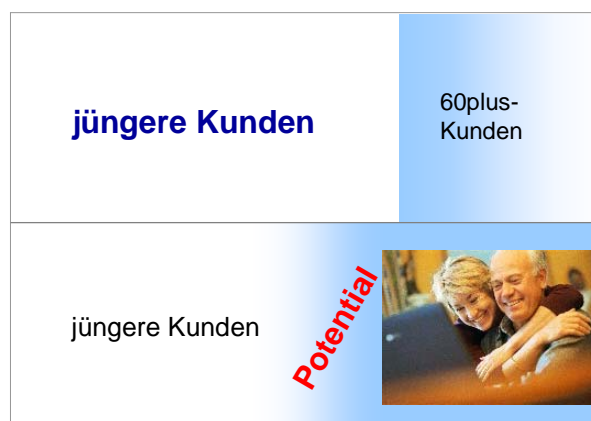 jüngere Kunden
60plus-
Kunden
jüngere Kunden
Potential